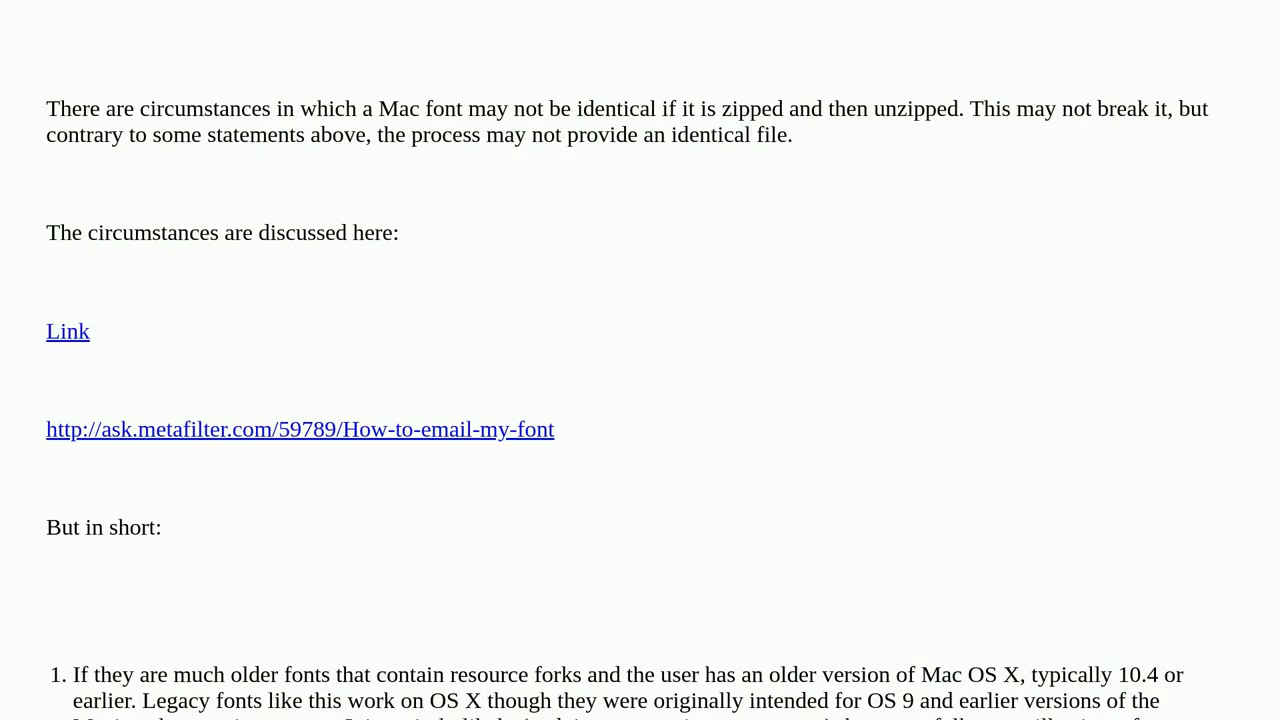 There are circumstances in which a Mac font may not be identical if it is zipped and then unzipped. This may not break it, but
contrary to some statements above, the process may not provide an identical file.
The circumstances are discussed here:
Link
http://ask.metafilter.com/59789/How-to-email-my-font
But in short:
1. If they are much older fonts that contain resource forks and the user has an older version of Mac OS X, typically 10.4 or
earlier. Legacy fonts like this work on OS X though they were originally intended for OS 9 and earlier versions of the